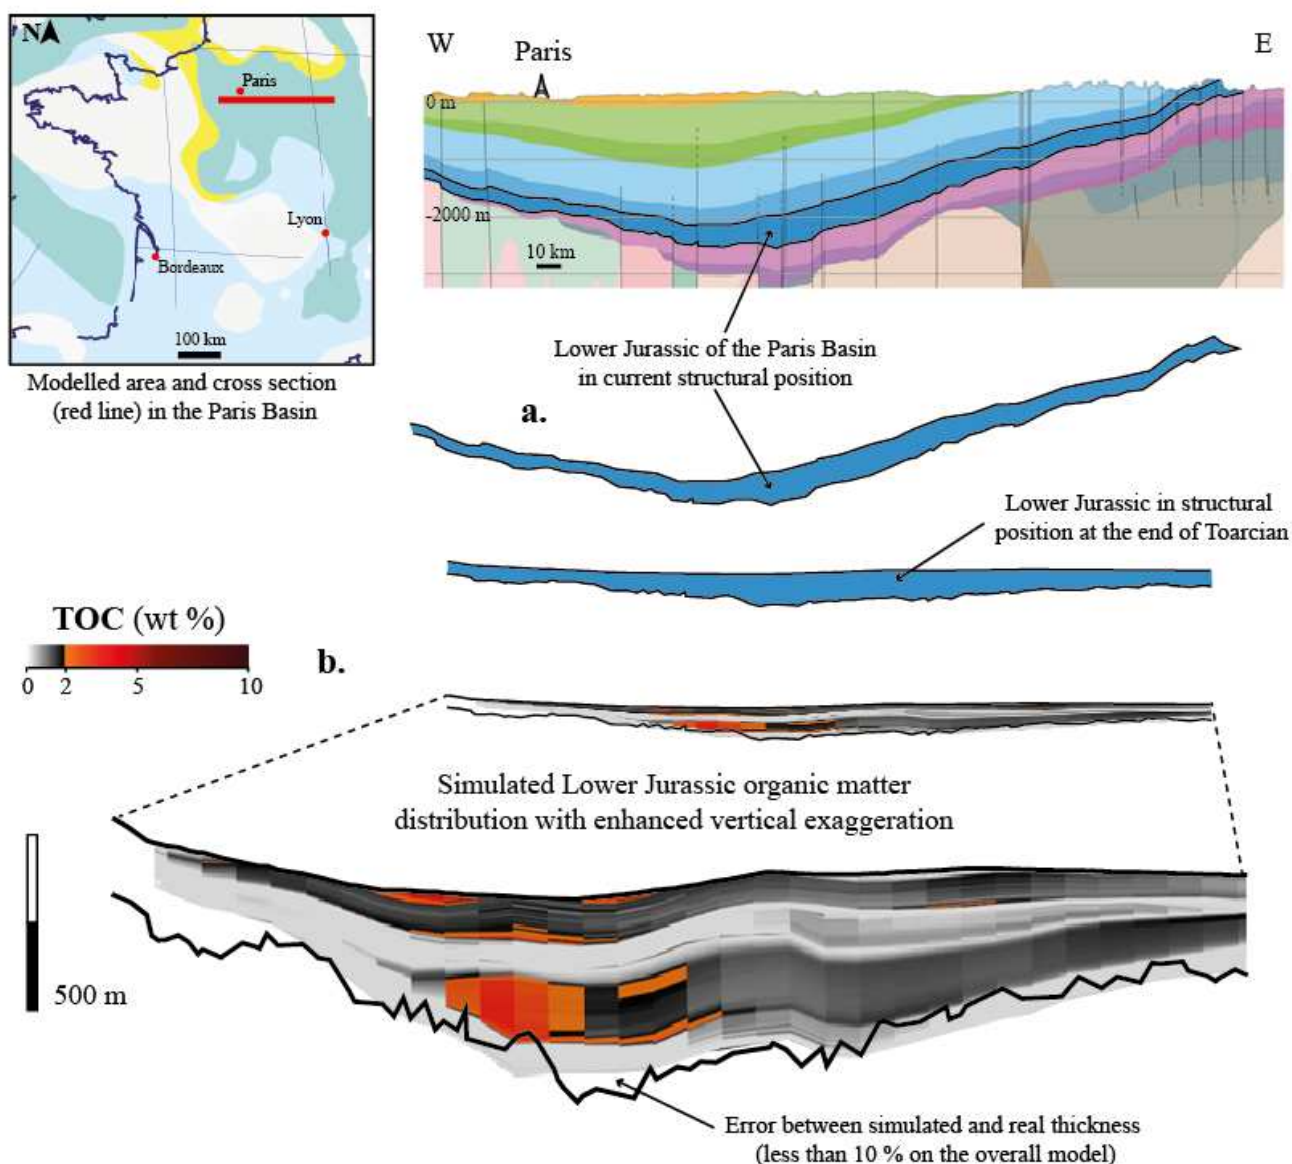 N
Paris
Lyon
Bordeaux
100 km
Modelled area and cross section
(red line) in the Paris Basin
W
Paris
E
0 m
-2000 m
10 km
Lower Jurassic of the Paris Basin
in current structural position
a.
Lower Jurassic in structural
position at the end of Toarcian
TOC (wt %)
0 2 5 10
b.
Simulated Lower Jurassic organic matter
distribution with enhanced vertical exaggeration
500 m
Error between simulated and real thickness
(less than 10 % on the overall model)